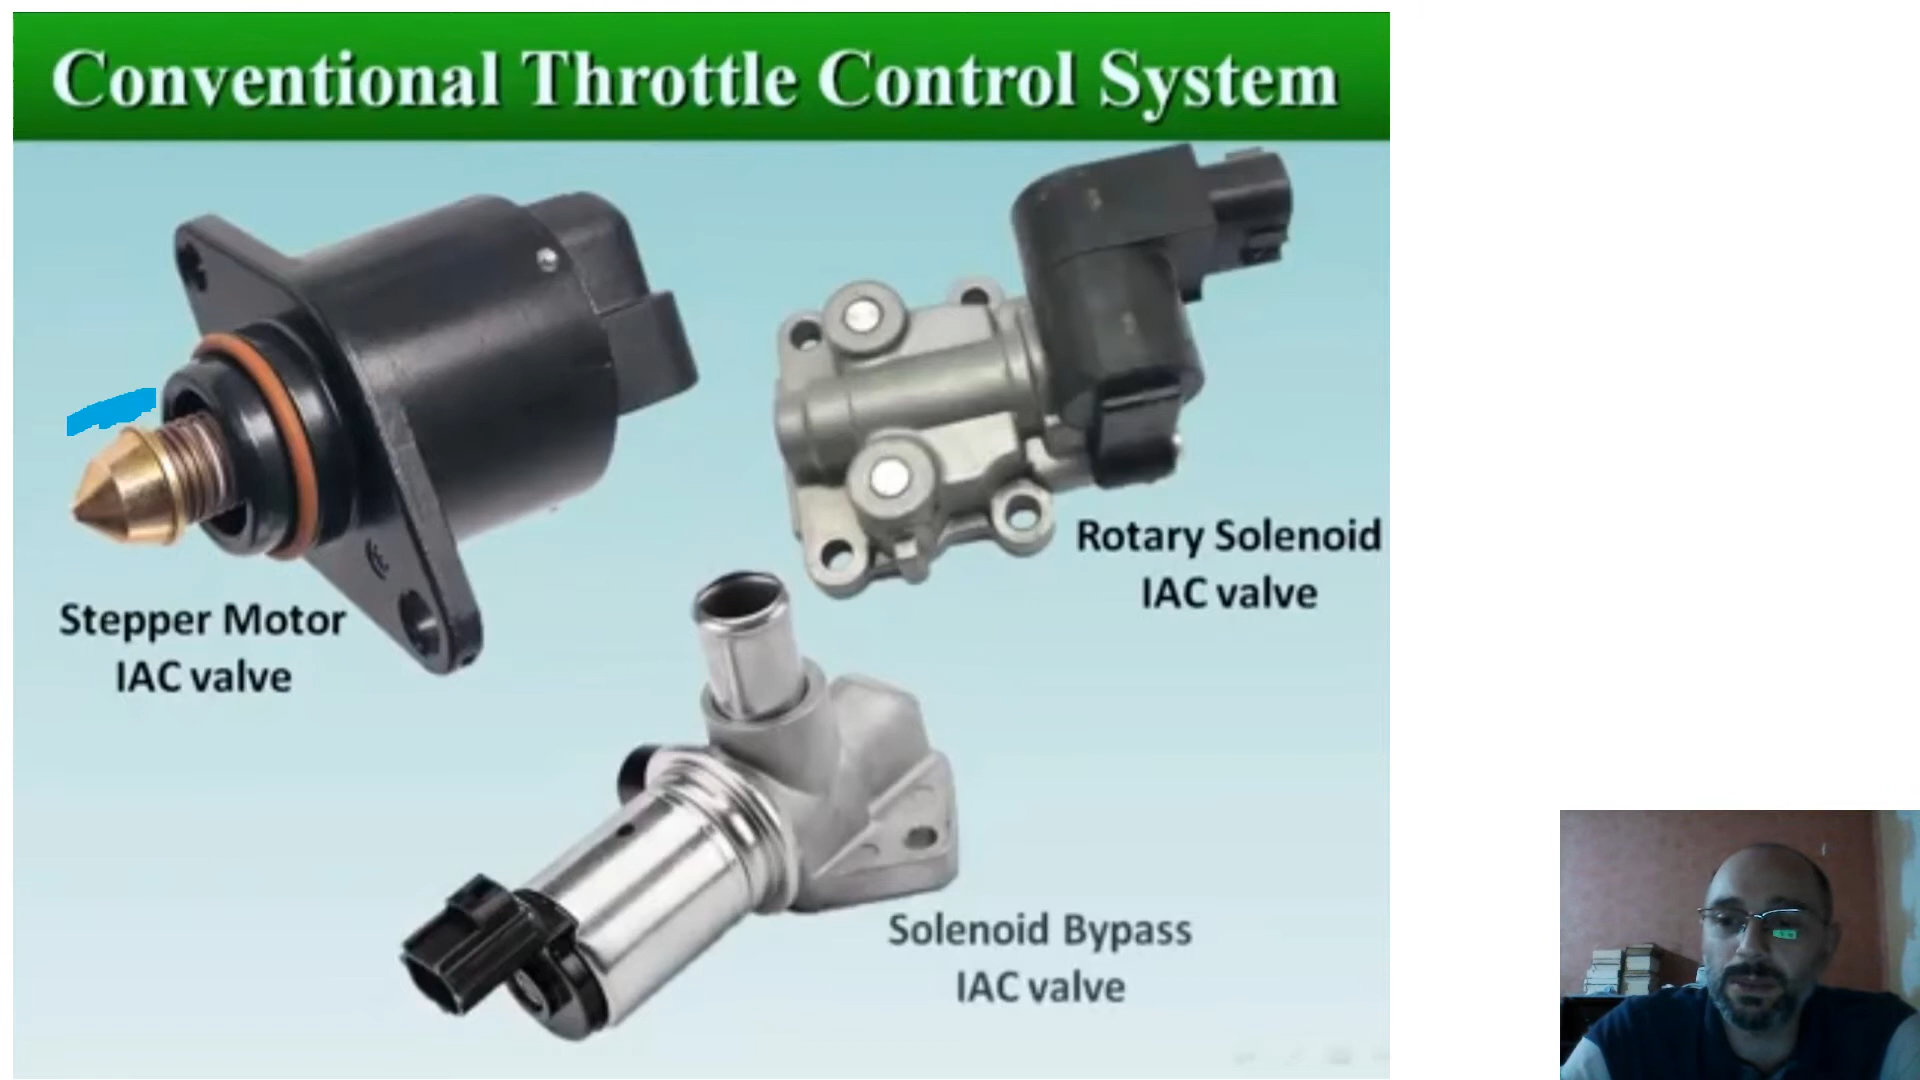 Conventional Throttle Control System
Stepper Motor
IAC valve
Rotary Solenoid
IAC valve
Solenoid Bypass
IAC valve